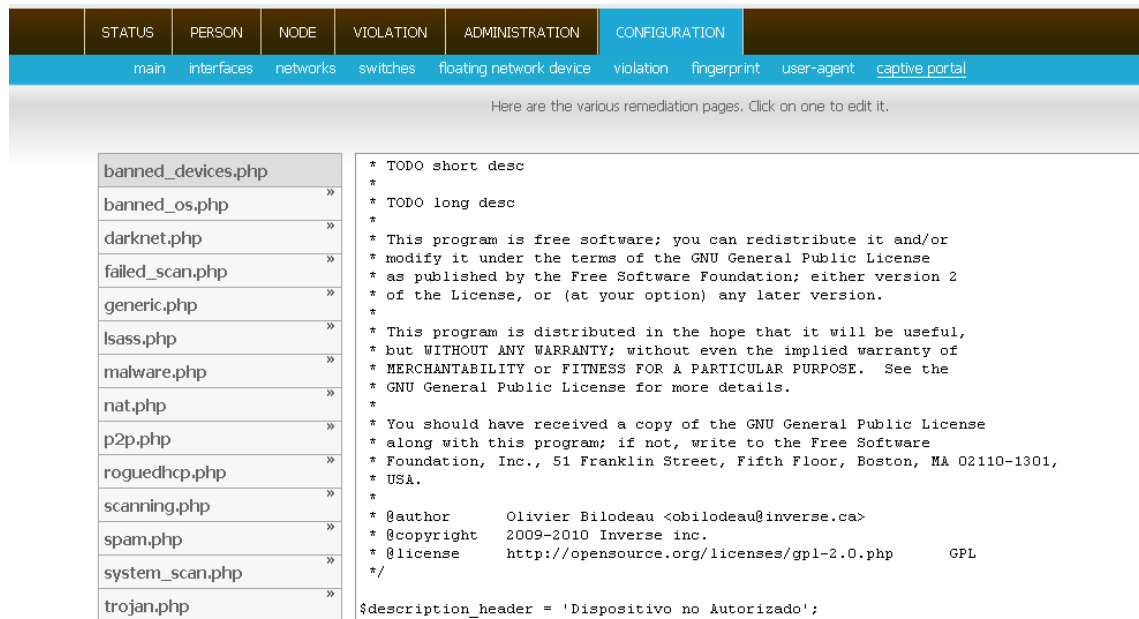 STATUS PERSON NODE VIOLATION ADMINISTRATION CONFIGURATION
main interfaces networks switches floating network device violation fingerprint user-agent captive portal
Here are the various remediation pages. Click on one to edit it.
banned_devices.php
banned_os.php »
darknet.php »
failed_scan.php »
generic.php »
lsass.php »
malware.php »
nat.php »
p2p.php »
roguedhcp.php »
scanning.php »
spam.php »
system_scan.php »
trojan.php »
* TODO short desc
*
* TODO long desc
*
* This program is free software; you can redistribute it and/or
* modify it under the terms of the GNU General Public License
* as published by the Free Software Foundation; either version 2
* of the License, or (at your option) any later version.
*
* This program is distributed in the hope that it will be useful,
* but WITHOUT ANY WARRANTY; without even the implied warranty of
* MERCHANTABILITY or FITNESS FOR A PARTICULAR PURPOSE.  See the
* GNU General Public License for more details.
*
* You should have received a copy of the GNU General Public License
* along with this program; if not, write to the Free Software
* Foundation, Inc., 51 Franklin Street, Fifth Floor, Boston, MA 02110-1301,
* USA.
*
* @author      Olivier Bilodeau <obilodeau@inverse.ca>
* @copyright   2009-2010 Inverse inc.
* @license     http://opensource.org/licenses/gpl-2.0.php      GPL
*/
$description_header = 'Dispositivo no Autorizado';